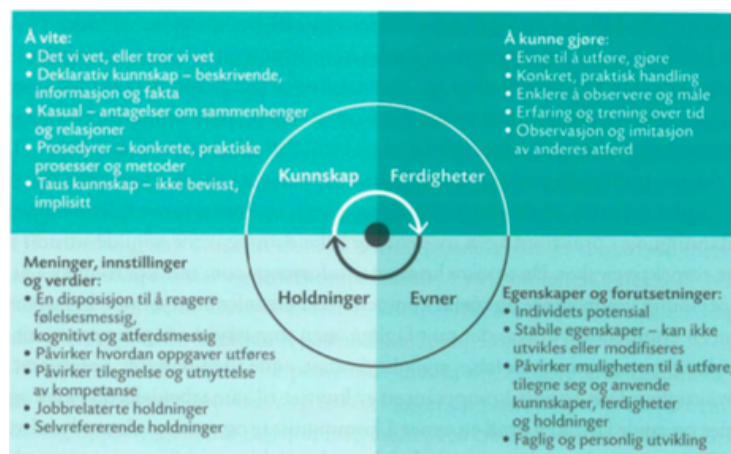 Å vite:
• Det vi vet, eller tror vi vet
• Deklarativ kunnskap – beskrivende,
informasjon og fakta
• Kasual – antagelser om sammenhenger
og relasjoner
• Prosedyrer – konkrete, praktiske
prosesser og metoder
• Taus kunnskap – ikke bevisst,
implisitt
Å kunne gjøre:
• Evne til å utføre, gjøre
• Konkret, praktisk handling
• Enklere å observere og måle
• Erfaring og trening over tid
• Observasjon og imitasjon
av anderes atferd
Kunnskap
Ferdigheter
Holdninger
Evner
Meninger, innstillinger
og verdier:
• En disposisjon til å reagere
følelsesmessig,
kognitivt og atferdsmessig
• Påvirker hvordan oppgaver utføres
• Påvirker tilegnelse og utnyttelse
av kompetanse
• Jobbrelaterte holdninger
• Selvrefererende holdninger
Egenskaper og forutsetninger:
• Individets potensial
• Stabile egenskaper – kan ikke
utvikles eller modifiseres
• Påvirker muligheten til å utføre,
tilegne seg og anvende
kunnskaper, ferdigheter
og holdninger
• Faglig og personlig utvikling